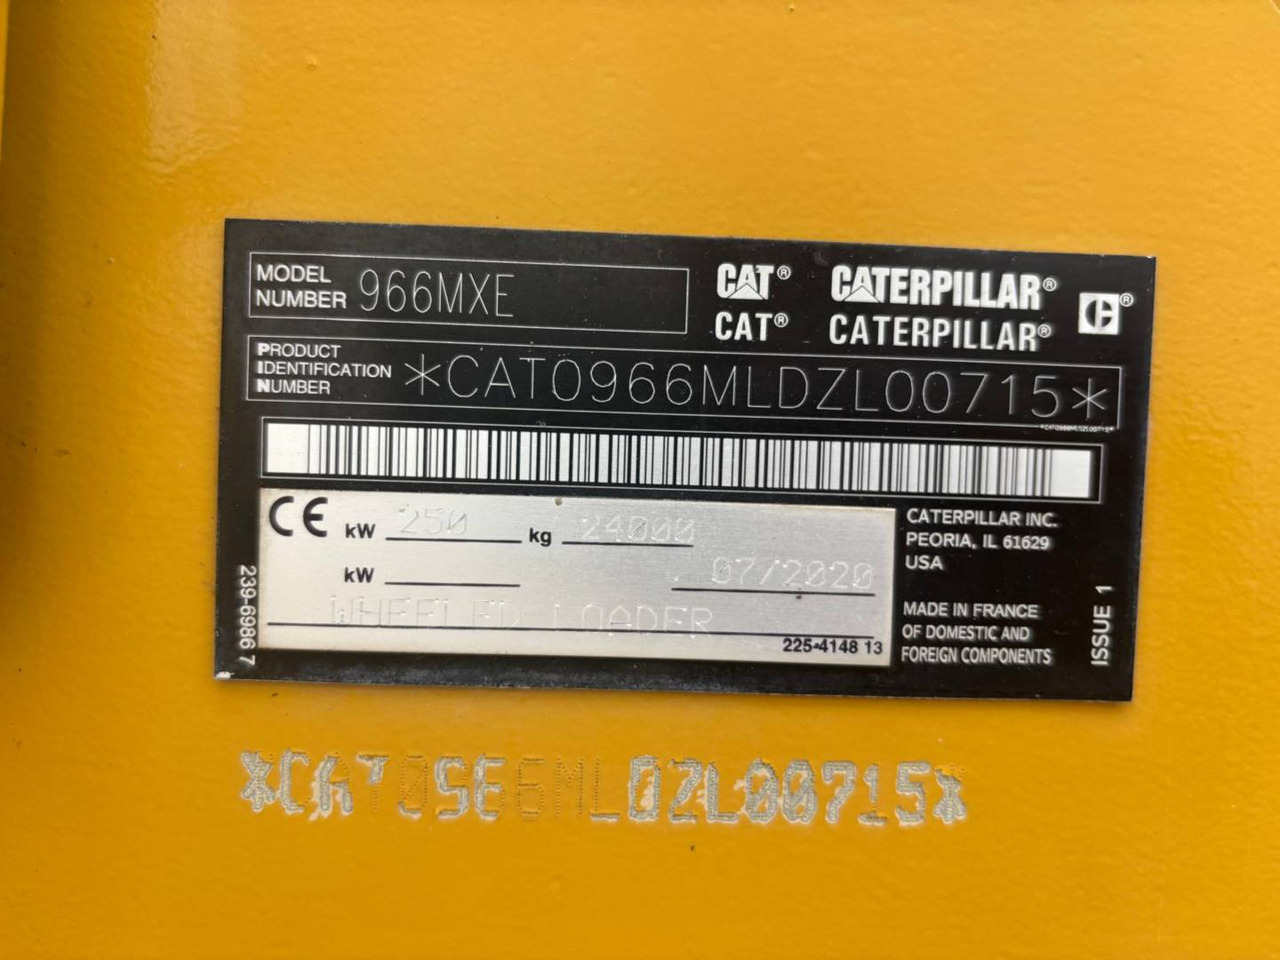 MODEL NUMBER 966MXE
CAT® CATERPILLAR®
CAT® CATERPILLAR®
PRODUCT IDENTIFICATION NUMBER *CAT0966MLDZL00715*
*CAT0966MLDZL00715*
CE kW 250 kg 24000
kW 07/2020
WHEELED LOADER
225-4148 13
239-6986 7
CATERPILLAR INC.
PEORIA, IL 61629
USA
MADE IN FRANCE
OF DOMESTIC AND
FOREIGN COMPONENTS
ISSUE 1
*CAT0966MLDZL00715*